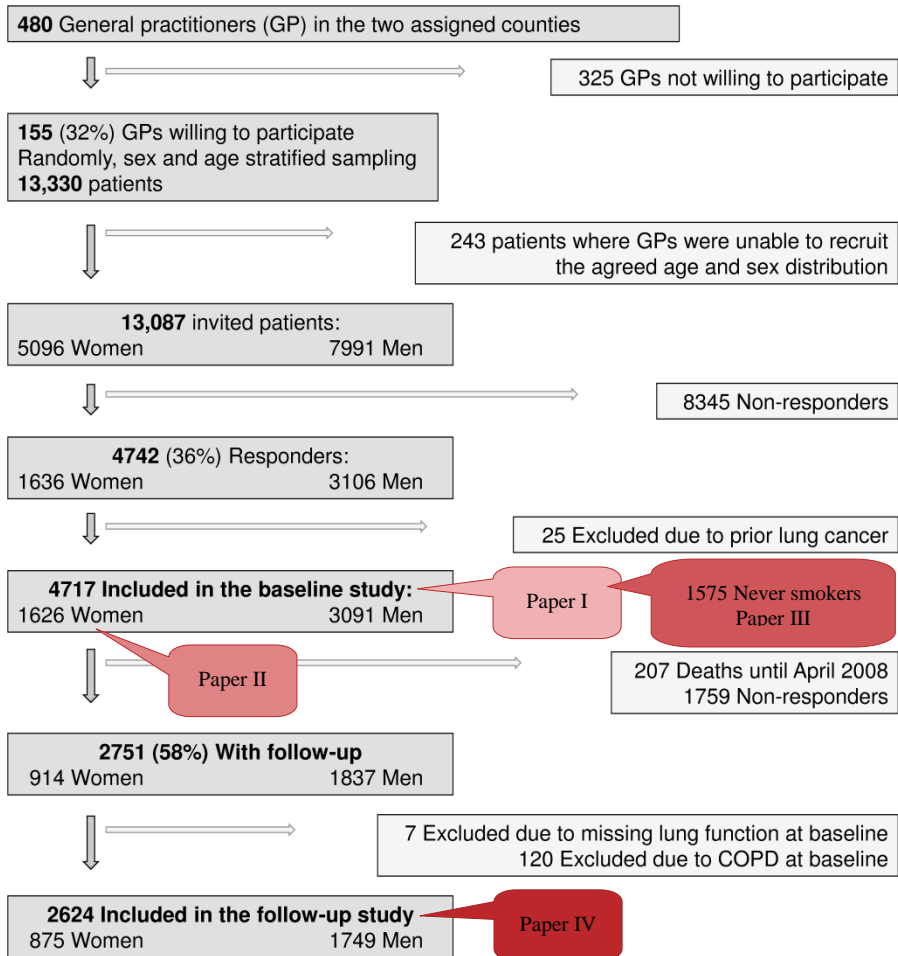 480 General practitioners (GP) in the two assigned counties
325 GPs not willing to participate
155 (32%) GPs willing to participate
Randomly, sex and age stratified sampling
13,330 patients
243 patients where GPs were unable to recruit
the agreed age and sex distribution
13,087 invited patients:
5096 Women 7991 Men
8345 Non-responders
4742 (36%) Responders:
1636 Women 3106 Men
25 Excluded due to prior lung cancer
4717 Included in the baseline study:
1626 Women 3091 Men
Paper I
1575 Never smokers
Paper III
Paper II
207 Deaths until April 2008
1759 Non-responders
2751 (58%) With follow-up
914 Women 1837 Men
7 Excluded due to missing lung function at baseline
120 Excluded due to COPD at baseline
2624 Included in the follow-up study
875 Women 1749 Men
Paper IV